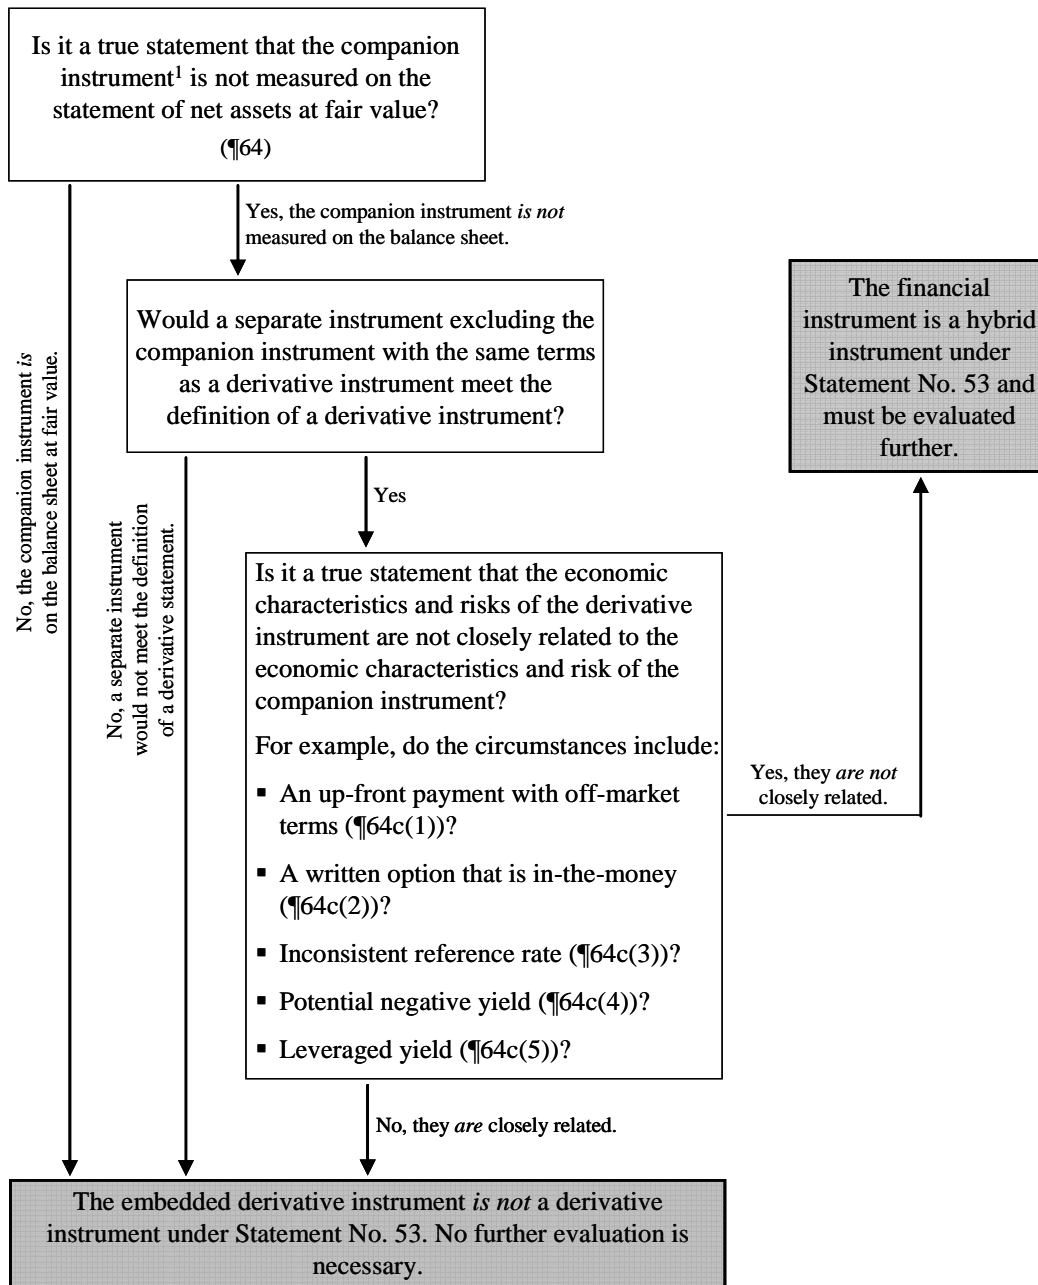 Is it a true statement that the companion
instrument¹ is not measured on the
statement of net assets at fair value?
(¶64)
Yes, the companion instrument is not
measured on the balance sheet.
No, the companion instrument is
on the balance sheet at fair value.
Would a separate instrument excluding the
companion instrument with the same terms
as a derivative instrument meet the
definition of a derivative instrument?
The financial
instrument is a hybrid
instrument under
Statement No. 53 and
must be evaluated
further.
No, a separate instrument
would not meet the definition
of a derivative statement.
Yes
Is it a true statement that the economic
characteristics and risks of the derivative
instrument are not closely related to the
economic characteristics and risk of the
companion instrument?
For example, do the circumstances include:
▪ An up-front payment with off-market
terms (¶64c(1))?
▪ A written option that is in-the-money
(¶64c(2))?
▪ Inconsistent reference rate (¶64c(3))?
▪ Potential negative yield (¶64c(4))?
▪ Leveraged yield (¶64c(5))?
Yes, they are not
closely related.
No, they are closely related.
The embedded derivative instrument is not a derivative
instrument under Statement No. 53. No further evaluation is
necessary.